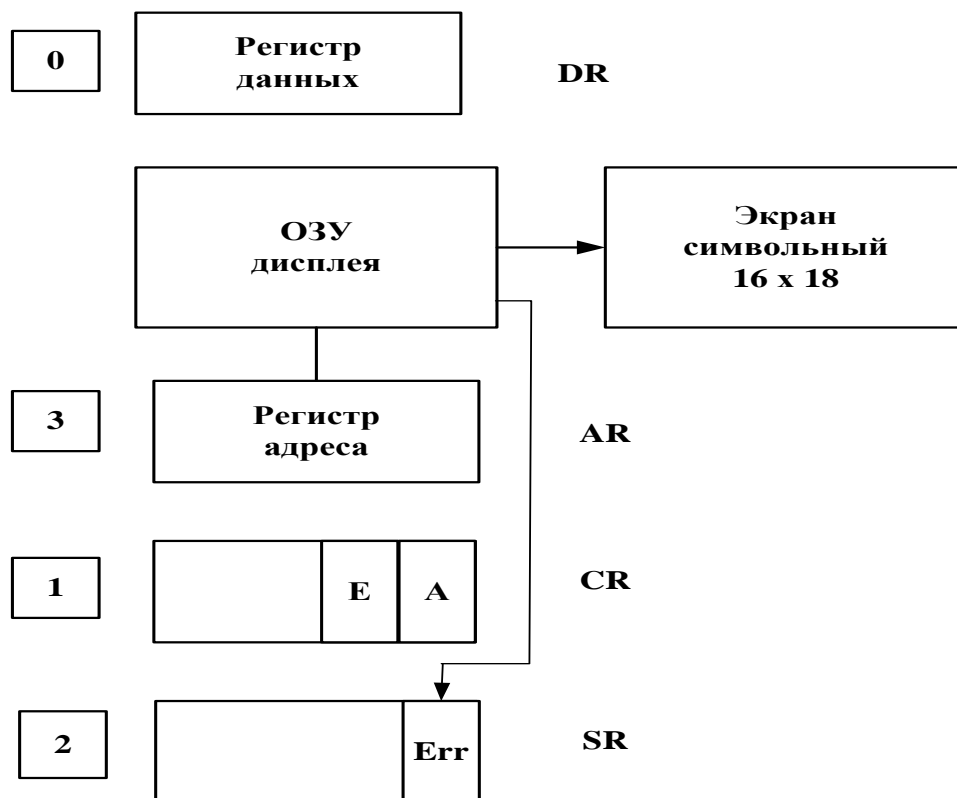 0
Регистр
данных
DR
ОЗУ
дисплея
Экран
символьный
16 x 18
3
Регистр
адреса
AR
1
E
A
CR
2
Err
SR